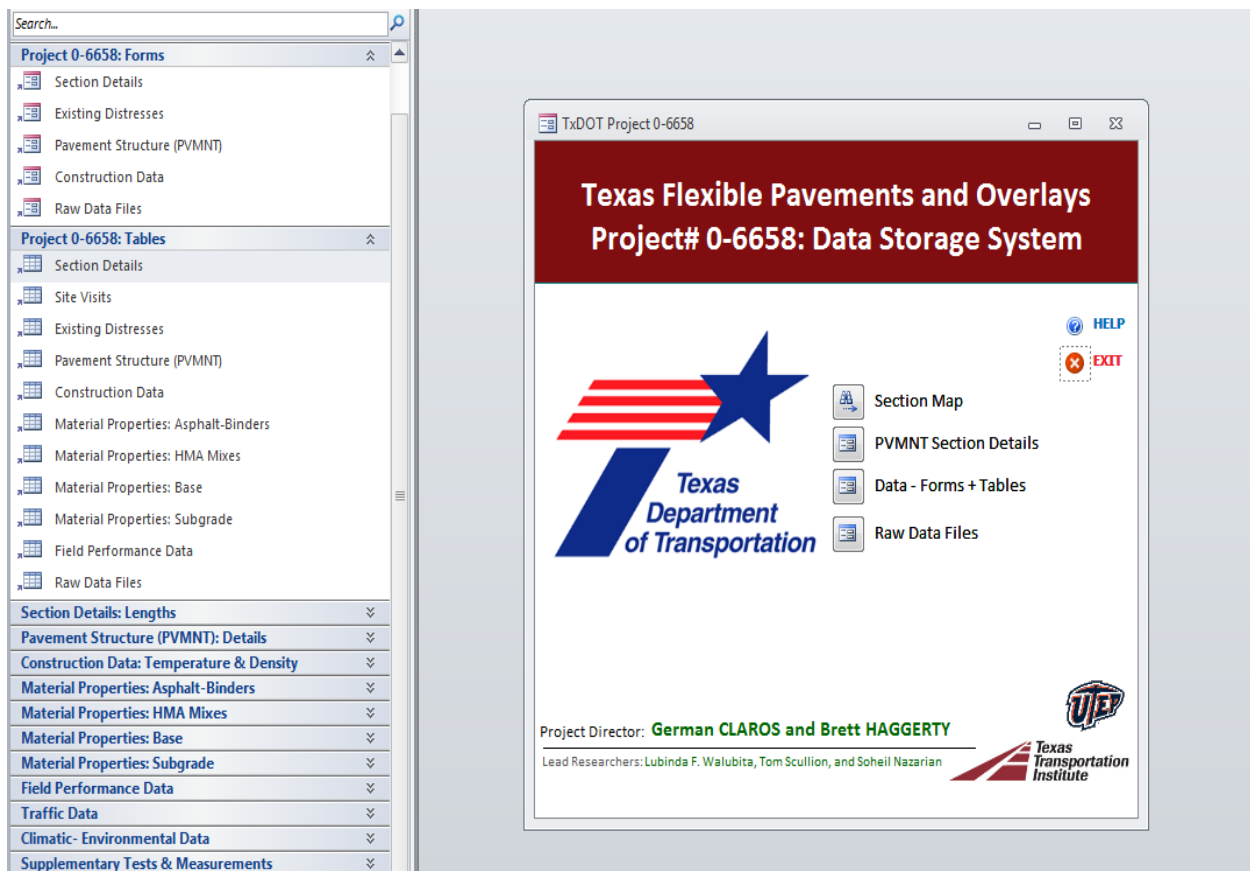 Search...
Project 0-6658: Forms
Section Details
Existing Distresses
Pavement Structure (PVMNT)
Construction Data
Raw Data Files
Project 0-6658: Tables
Section Details
Site Visits
Existing Distresses
Pavement Structure (PVMNT)
Construction Data
Material Properties: Asphalt-Binders
Material Properties: HMA Mixes
Material Properties: Base
Material Properties: Subgrade
Field Performance Data
Raw Data Files
Section Details: Lengths
Pavement Structure (PVMNT): Details
Construction Data: Temperature & Density
Material Properties: Asphalt-Binders
Material Properties: HMA Mixes
Material Properties: Base
Material Properties: Subgrade
Field Performance Data
Traffic Data
Climatic- Environmental Data
Supplementary Tests & Measurements
TxDOT Project 0-6658
Texas Flexible Pavements and Overlays
Project# 0-6658: Data Storage System
HELP
EXIT
Section Map
PVMNT Section Details
Data - Forms + Tables
Raw Data Files
Texas
Department
of Transportation
UTEP
Project Director: German CLAROS and Brett HAGGERTY
Lead Researchers: Lubinda F. Walubita, Tom Scullion, and Soheil Nazarian
Texas
Transportation
Institute